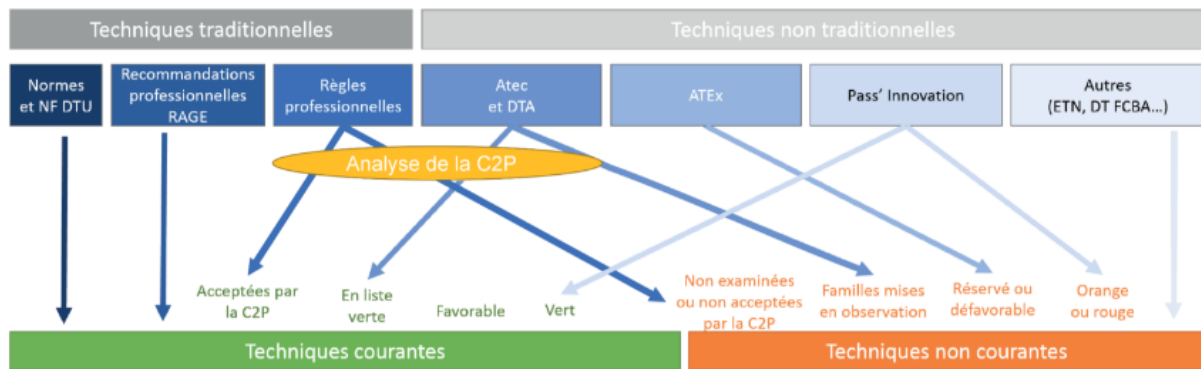 Techniques traditionnelles
Techniques non traditionnelles
Normes
et NF DTU
Recommandations
professionnelles
RAGE
Règles
professionnelles
Atec
et DTA
ATEx
Pass’ Innovation
Autres
(ETN, DT FCBA...)
Analyse de la C2P
Acceptées par
la C2P
En liste
verte
Favorable
Vert
Non examinées
ou non acceptées
par la C2P
Familles mises
en observation
Réservé ou
défavorable
Orange
ou rouge
Techniques courantes
Techniques non courantes